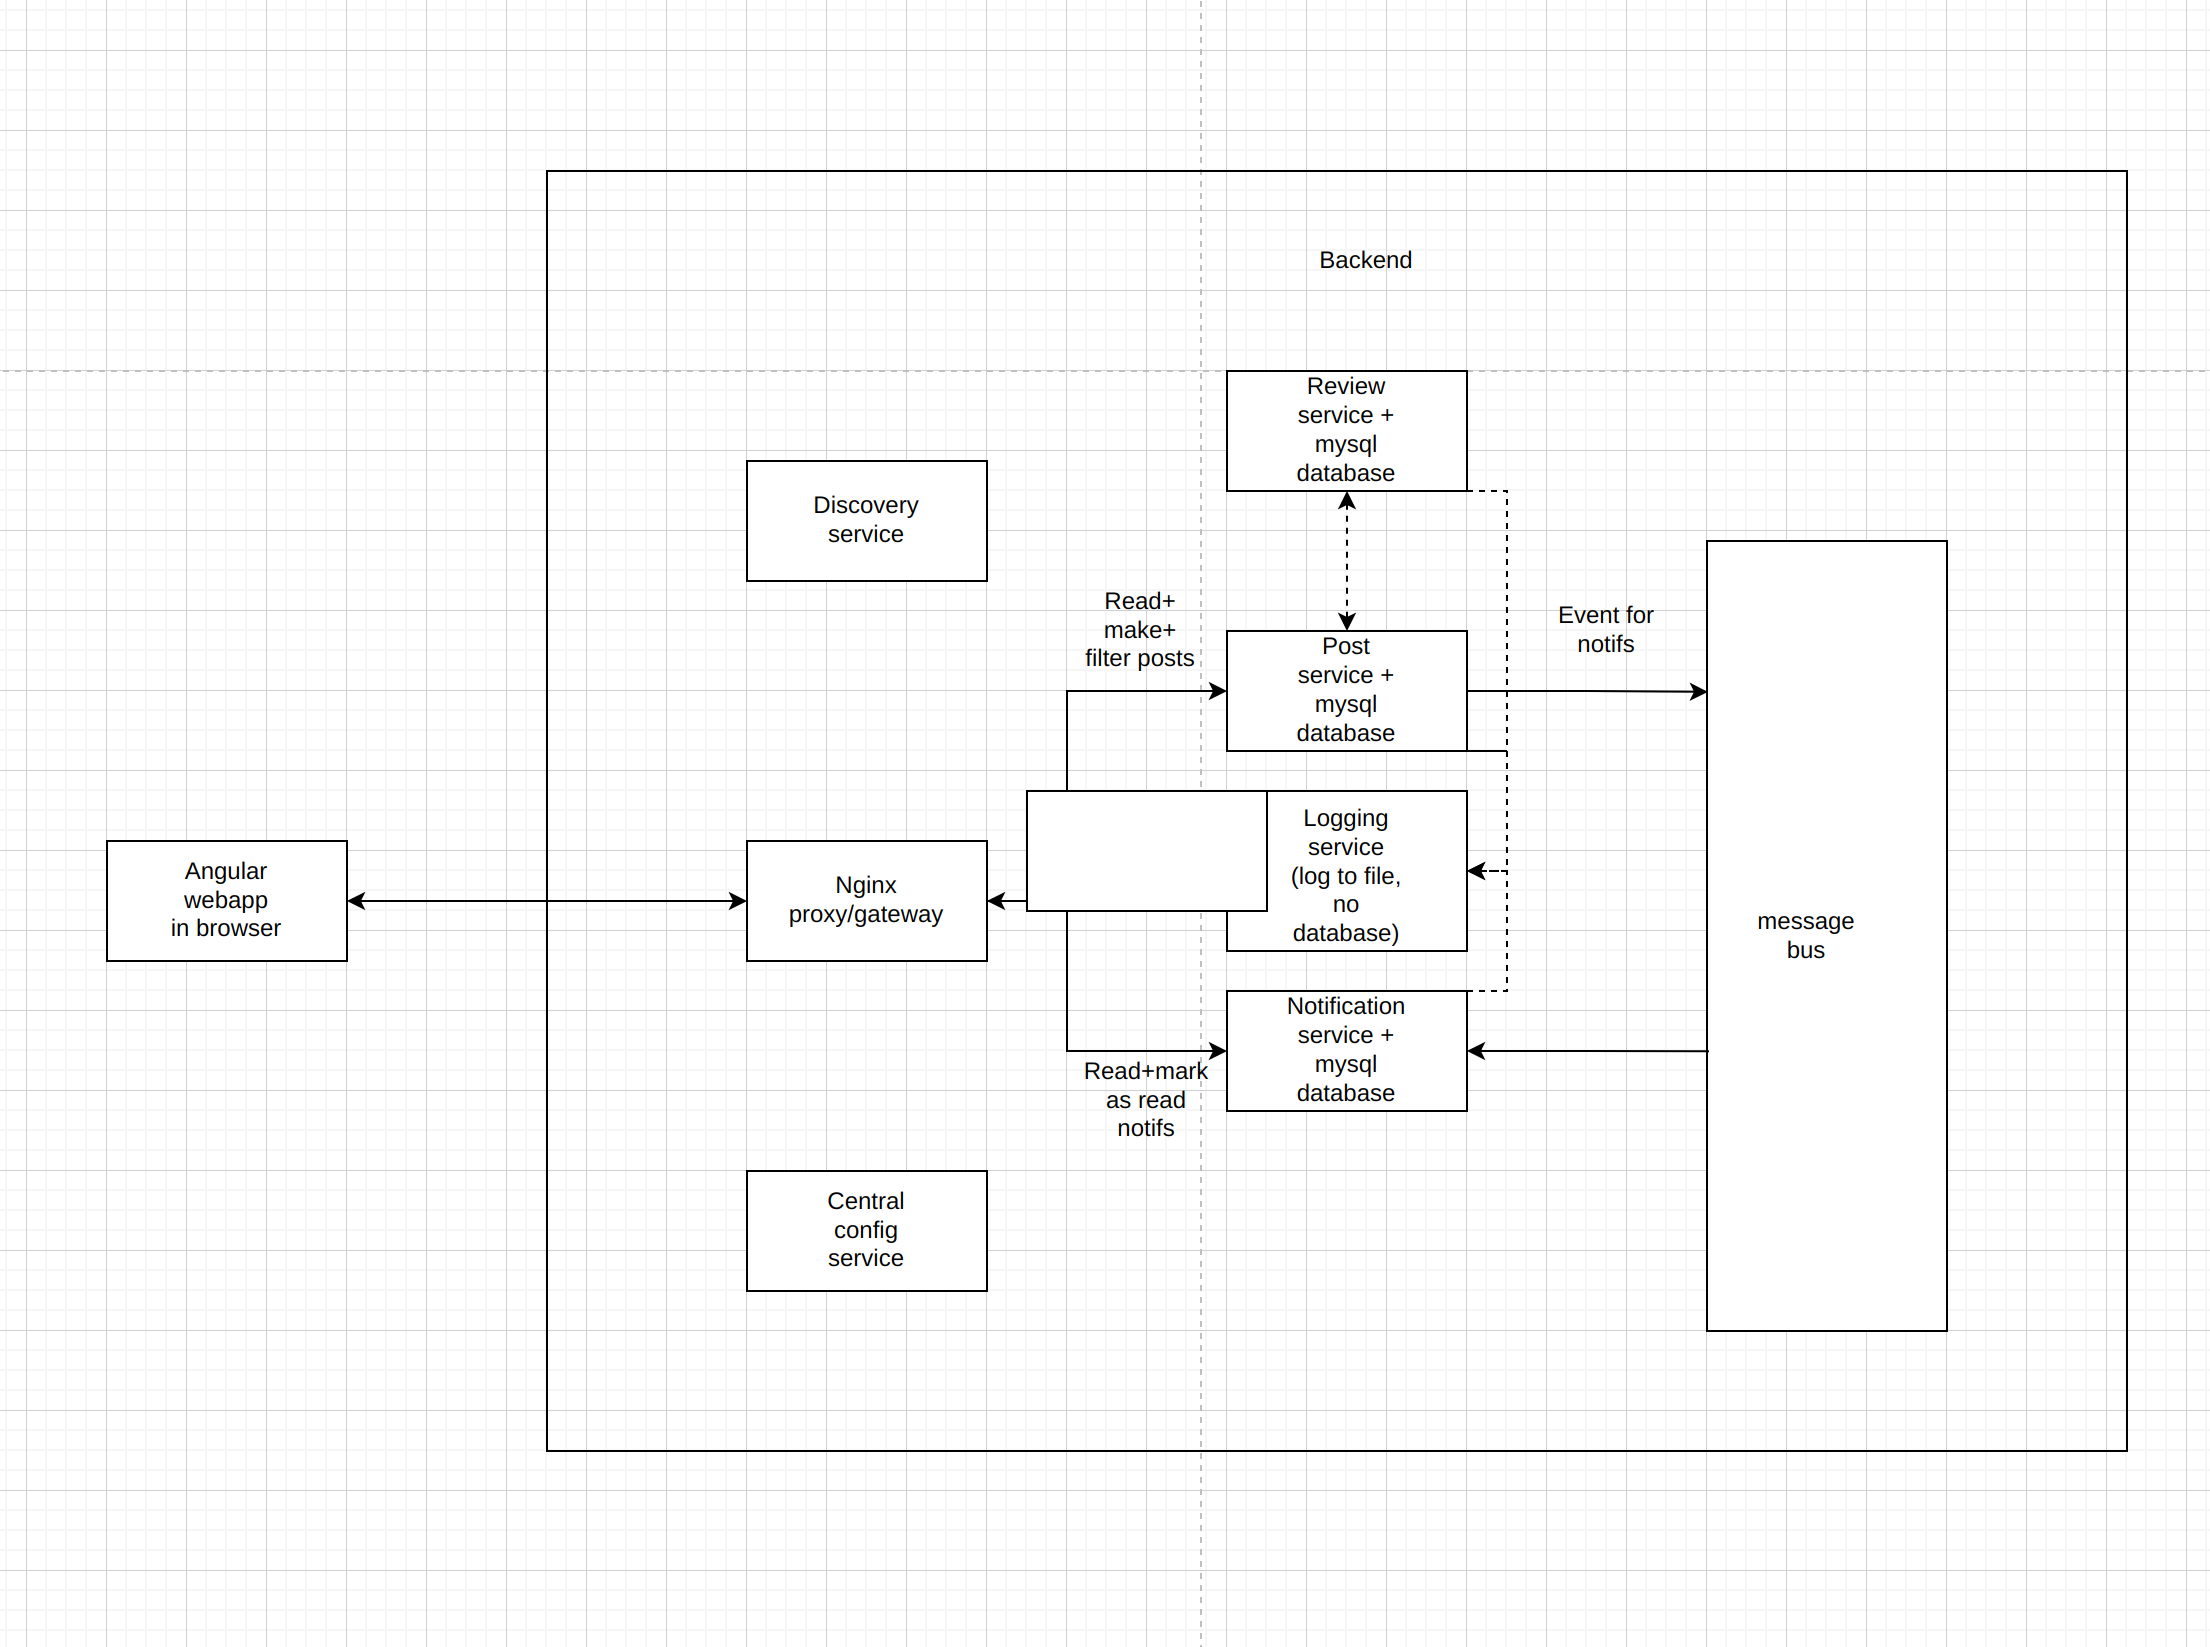 Backend
Review
service +
mysql
database
Discovery
service
Read+
make+
filter posts
Post
service +
mysql
database
Event for
notifs
Angular
webapp
in browser
Nginx
proxy/gateway
Logging
service
(log to file,
no
database)
message
bus
Notification
service +
mysql
database
Read+mark
as read
notifs
Central
config
service